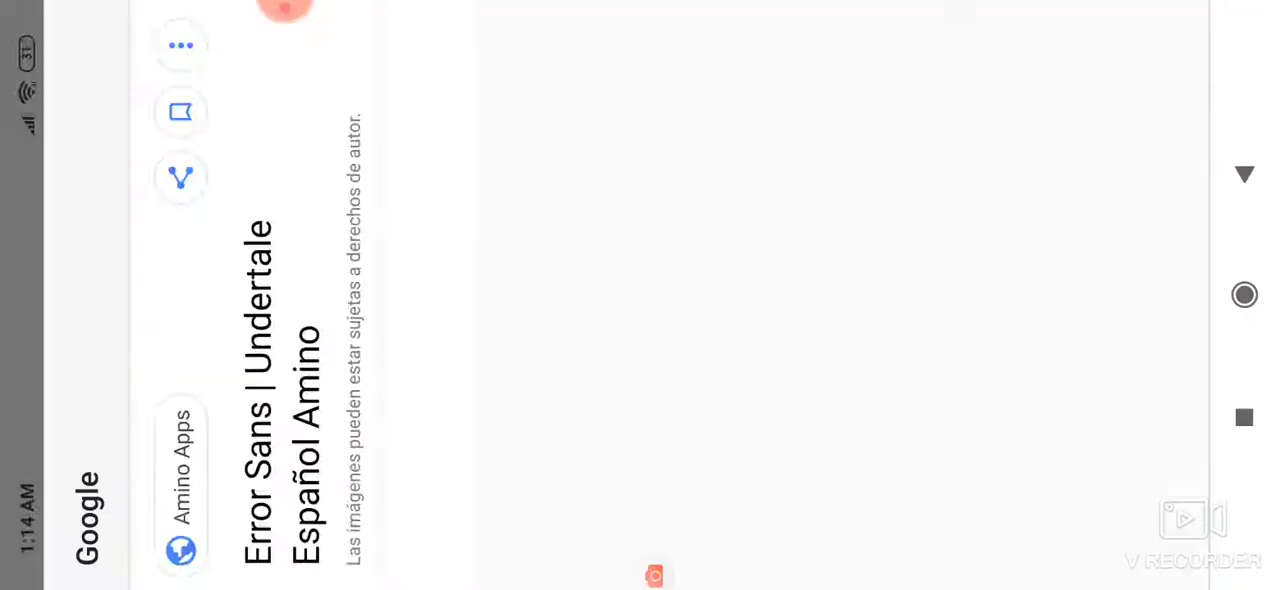 1:14 AM
31
Google
Amino Apps
Error Sans | Undertale
Español Amino
Las imágenes pueden estar sujetas a derechos de autor.
V RECORDER